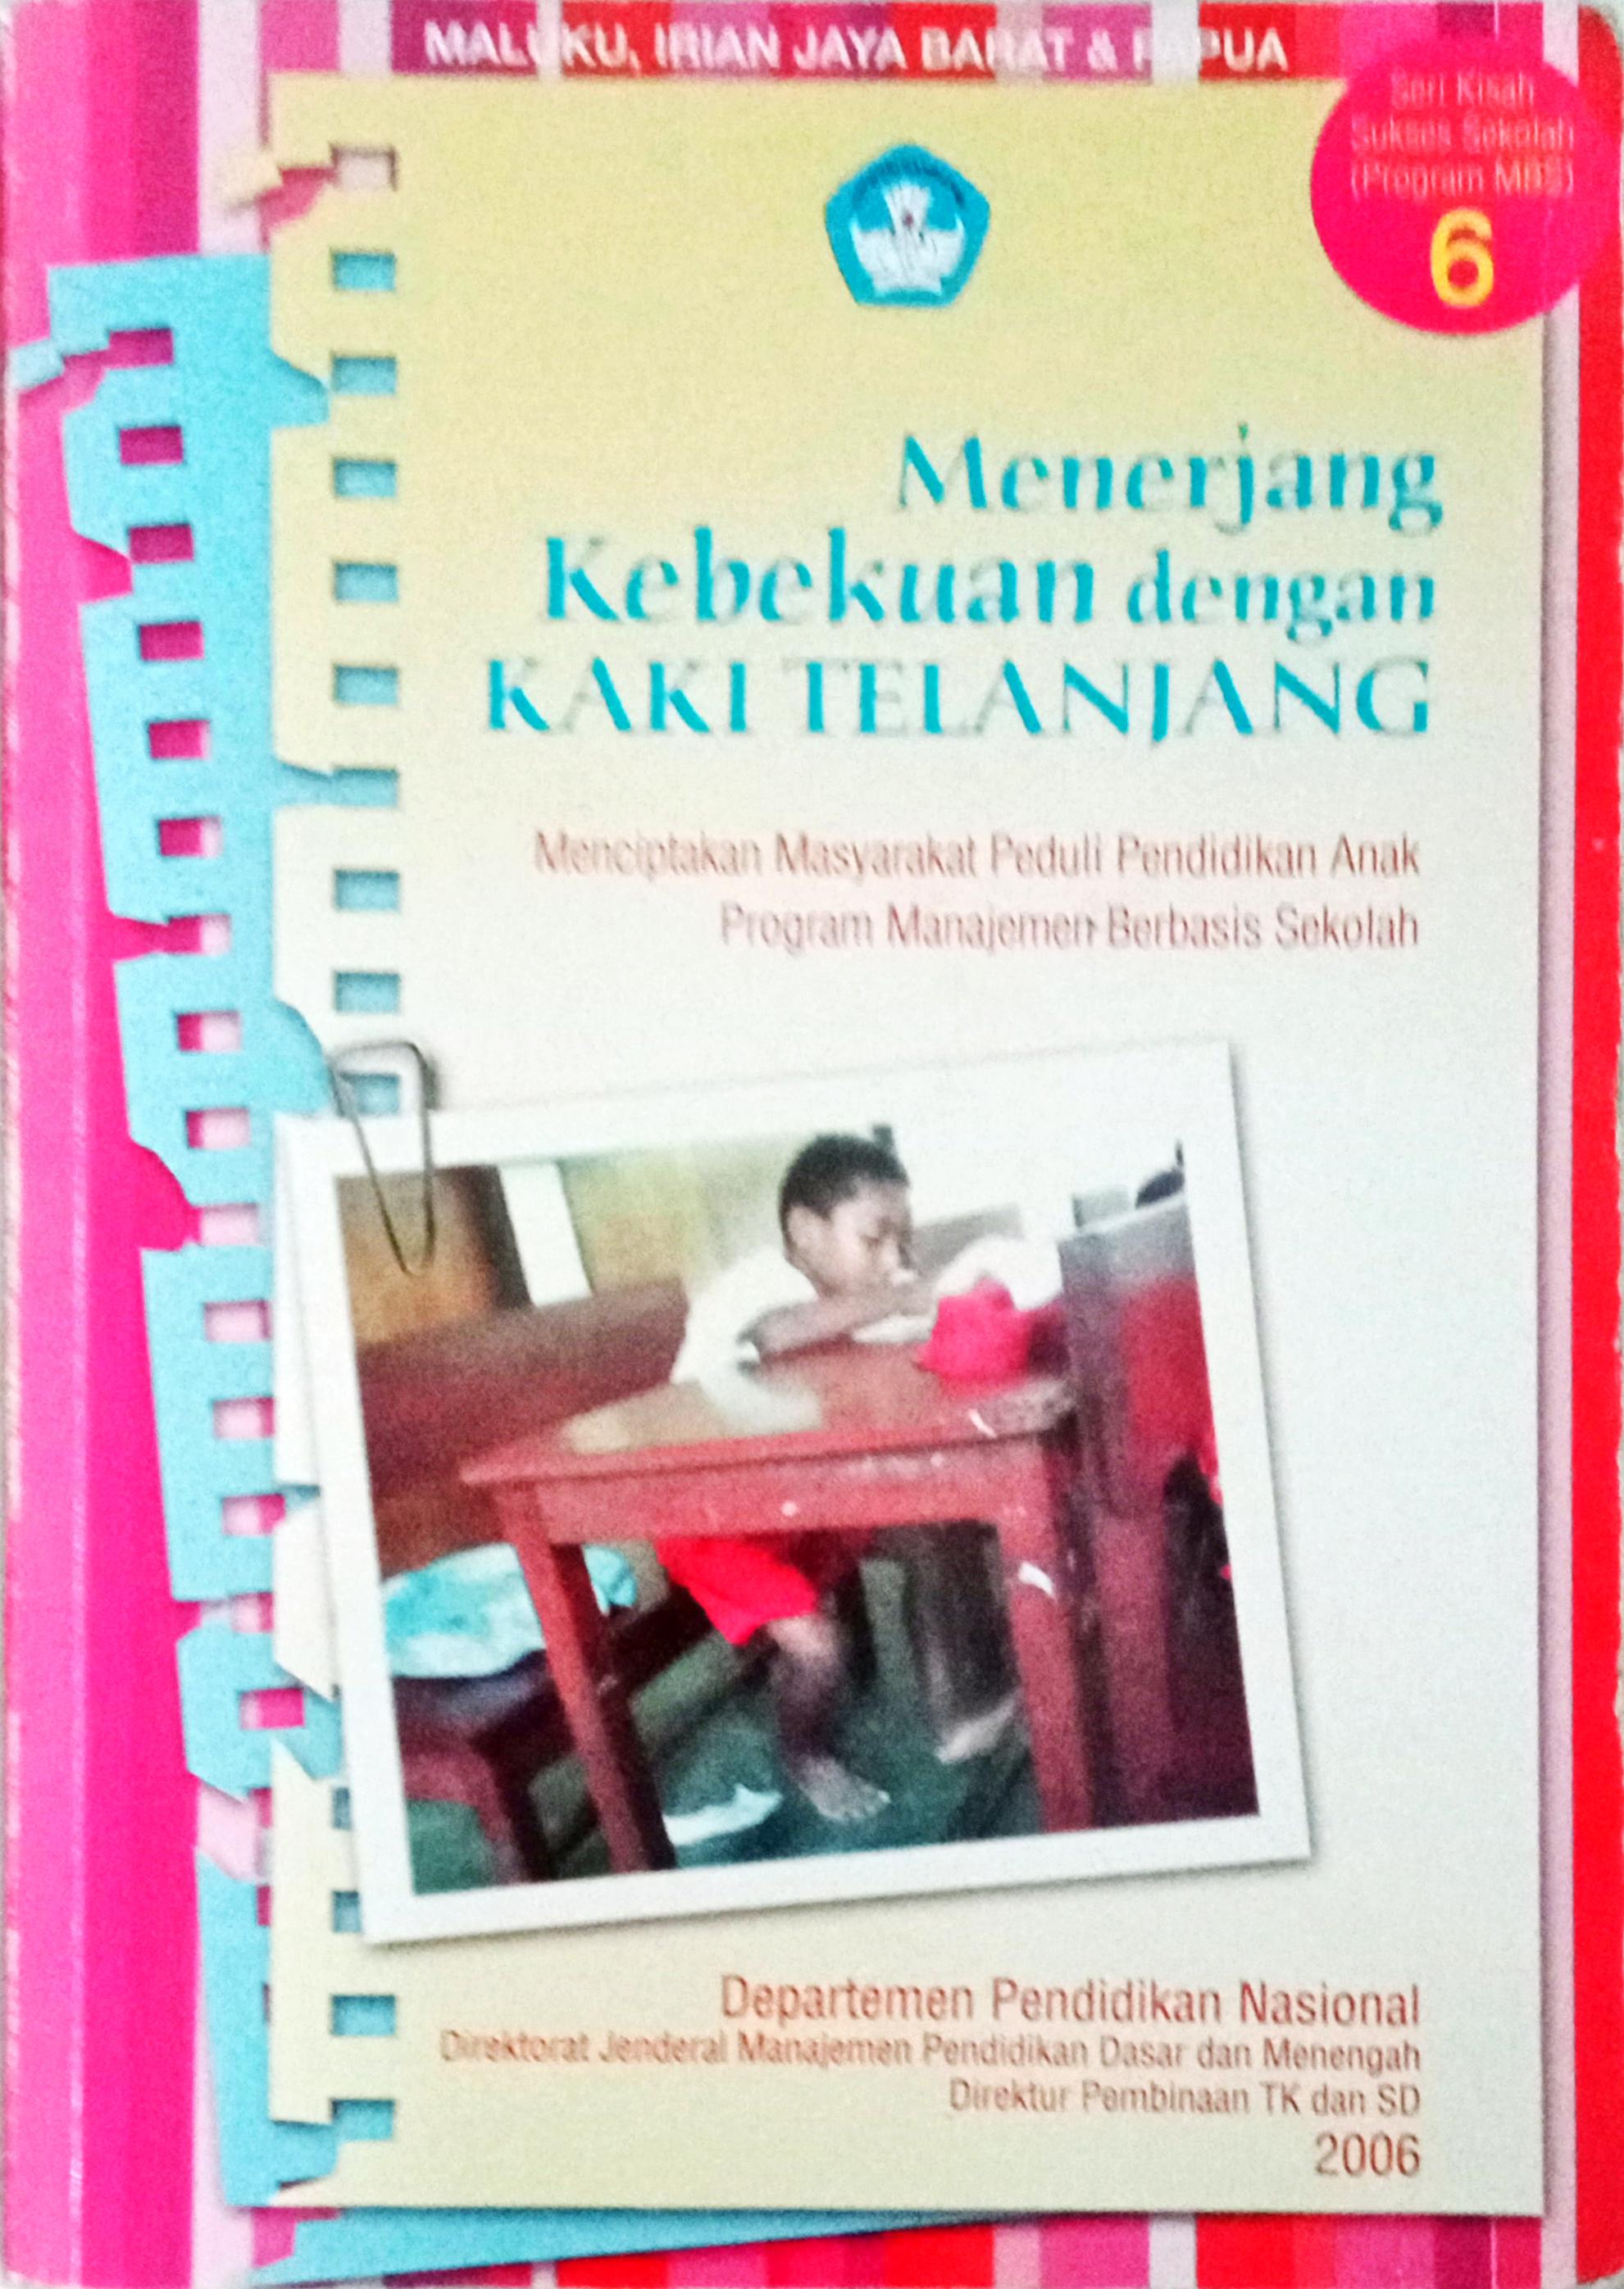 MALUKU, IRIAN JAYA BARAT & PAPUA
Seri Kisah
Sukses Sekolah
(Program MBS)
6
Menerjang
Kebekuan dengan
KAKI TELANJANG
Menciptakan Masyarakat Peduli Pendidikan Anak
Program Manajemen Berbasis Sekolah
Departemen Pendidikan Nasional
Direktorat Jenderal Manajemen Pendidikan Dasar dan Menengah
Direktur Pembinaan TK dan SD
2006